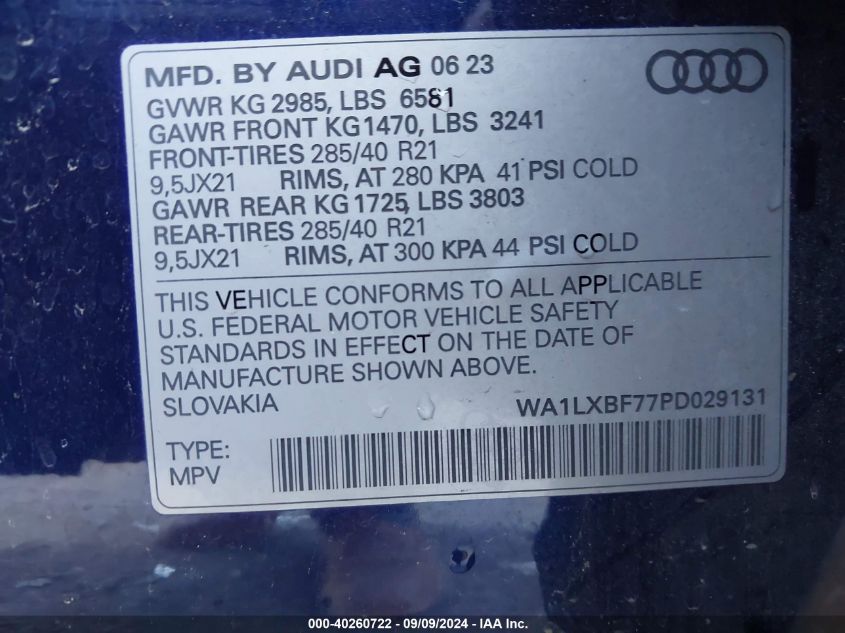 MFD. BY AUDI AG 06 23
GVWR KG 2985, LBS 6581
GAWR FRONT KG1470, LBS 3241
FRONT-TIRES 285/40 R21
9,5JX21 RIMS, AT 280 KPA 41 PSI COLD
GAWR REAR KG 1725, LBS 3803
REAR-TIRES 285/40 R21
9,5JX21 RIMS, AT 300 KPA 44 PSI COLD
THIS VEHICLE CONFORMS TO ALL APPLICABLE
U.S. FEDERAL MOTOR VEHICLE SAFETY
STANDARDS IN EFFECT ON THE DATE OF
MANUFACTURE SHOWN ABOVE.
SLOVAKIA WA1LXBF77PD029131
TYPE:
MPV
000-40260722 - 09/09/2024 - IAA Inc.